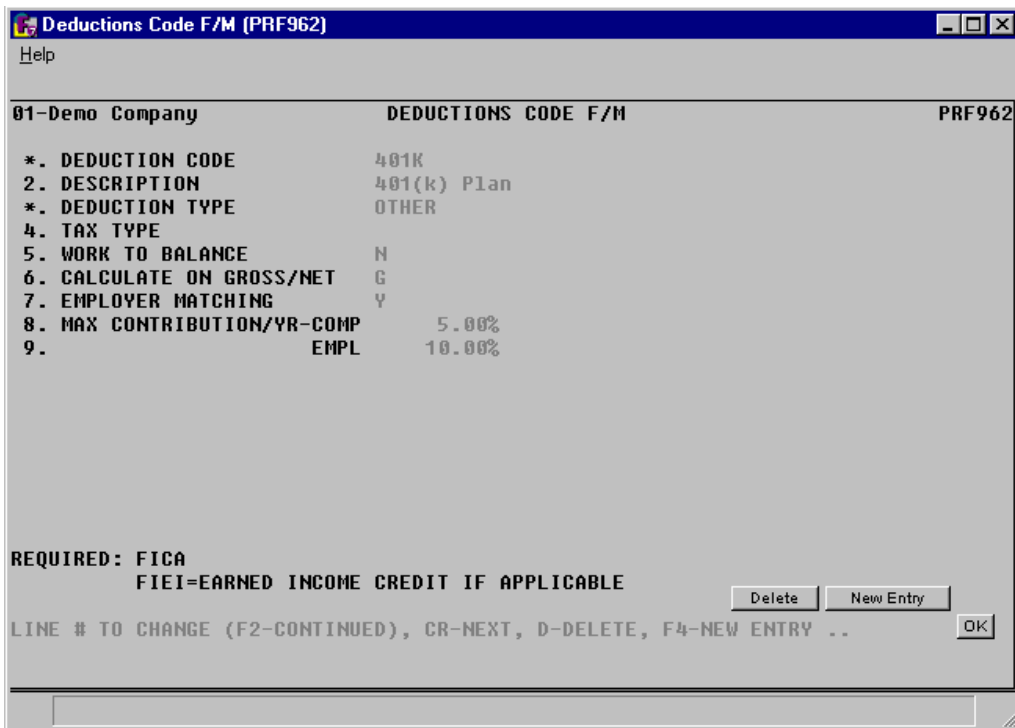 Deductions Code F/M (PRF962)
Help
01-Demo Company DEDUCTIONS CODE F/M PRF962
*. DEDUCTION CODE 401K
2. DESCRIPTION 401(k) Plan
*. DEDUCTION TYPE OTHER
4. TAX TYPE
5. WORK TO BALANCE N
6. CALCULATE ON GROSS/NET G
7. EMPLOYER MATCHING Y
8. MAX CONTRIBUTION/YR-COMP 5.00%
9. EMPL 10.00%
REQUIRED: FICA
FIEI=EARNED INCOME CREDIT IF APPLICABLE
Delete New Entry
LINE # TO CHANGE (F2-CONTINUED), CR-NEXT, D-DELETE, F4-NEW ENTRY .. OK